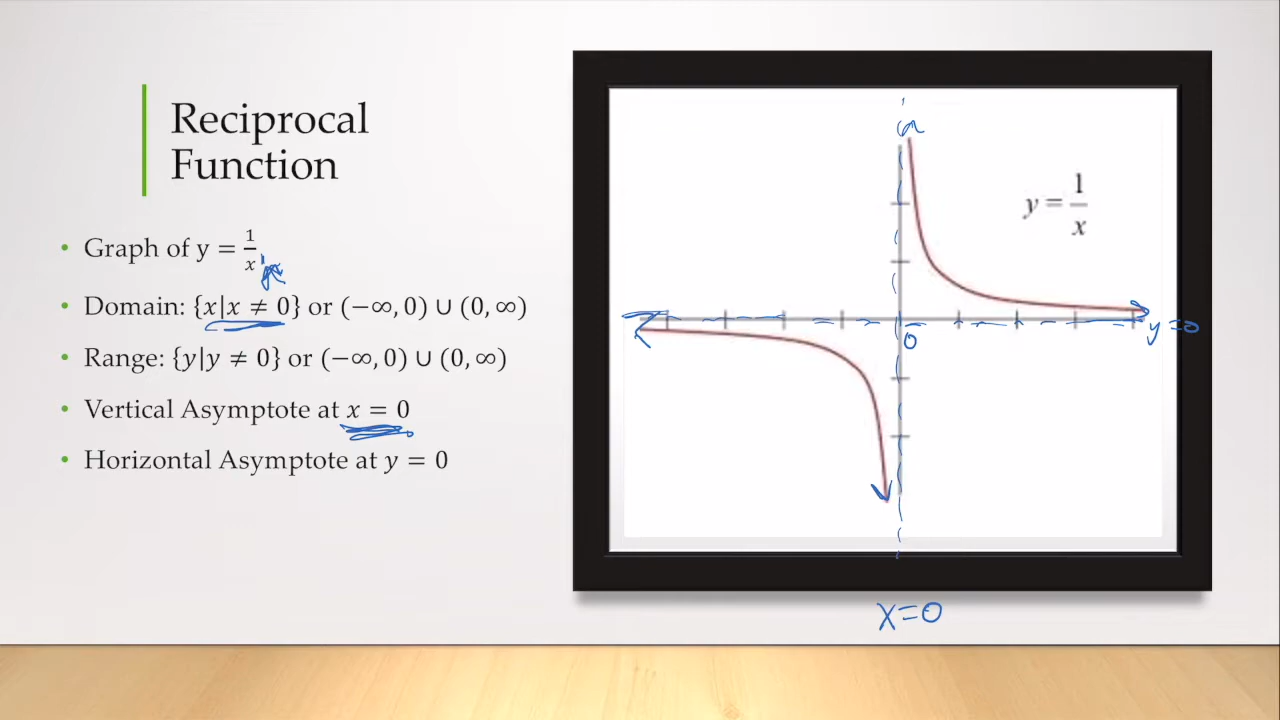 Reciprocal
Function
• Graph of y = 1/x
• Domain: {x|x ≠ 0} or (−∞, 0) ∪ (0, ∞)
• Range: {y|y ≠ 0} or (−∞, 0) ∪ (0, ∞)
• Vertical Asymptote at x = 0
• Horizontal Asymptote at y = 0
y = 1/x
y=0
0
x=0